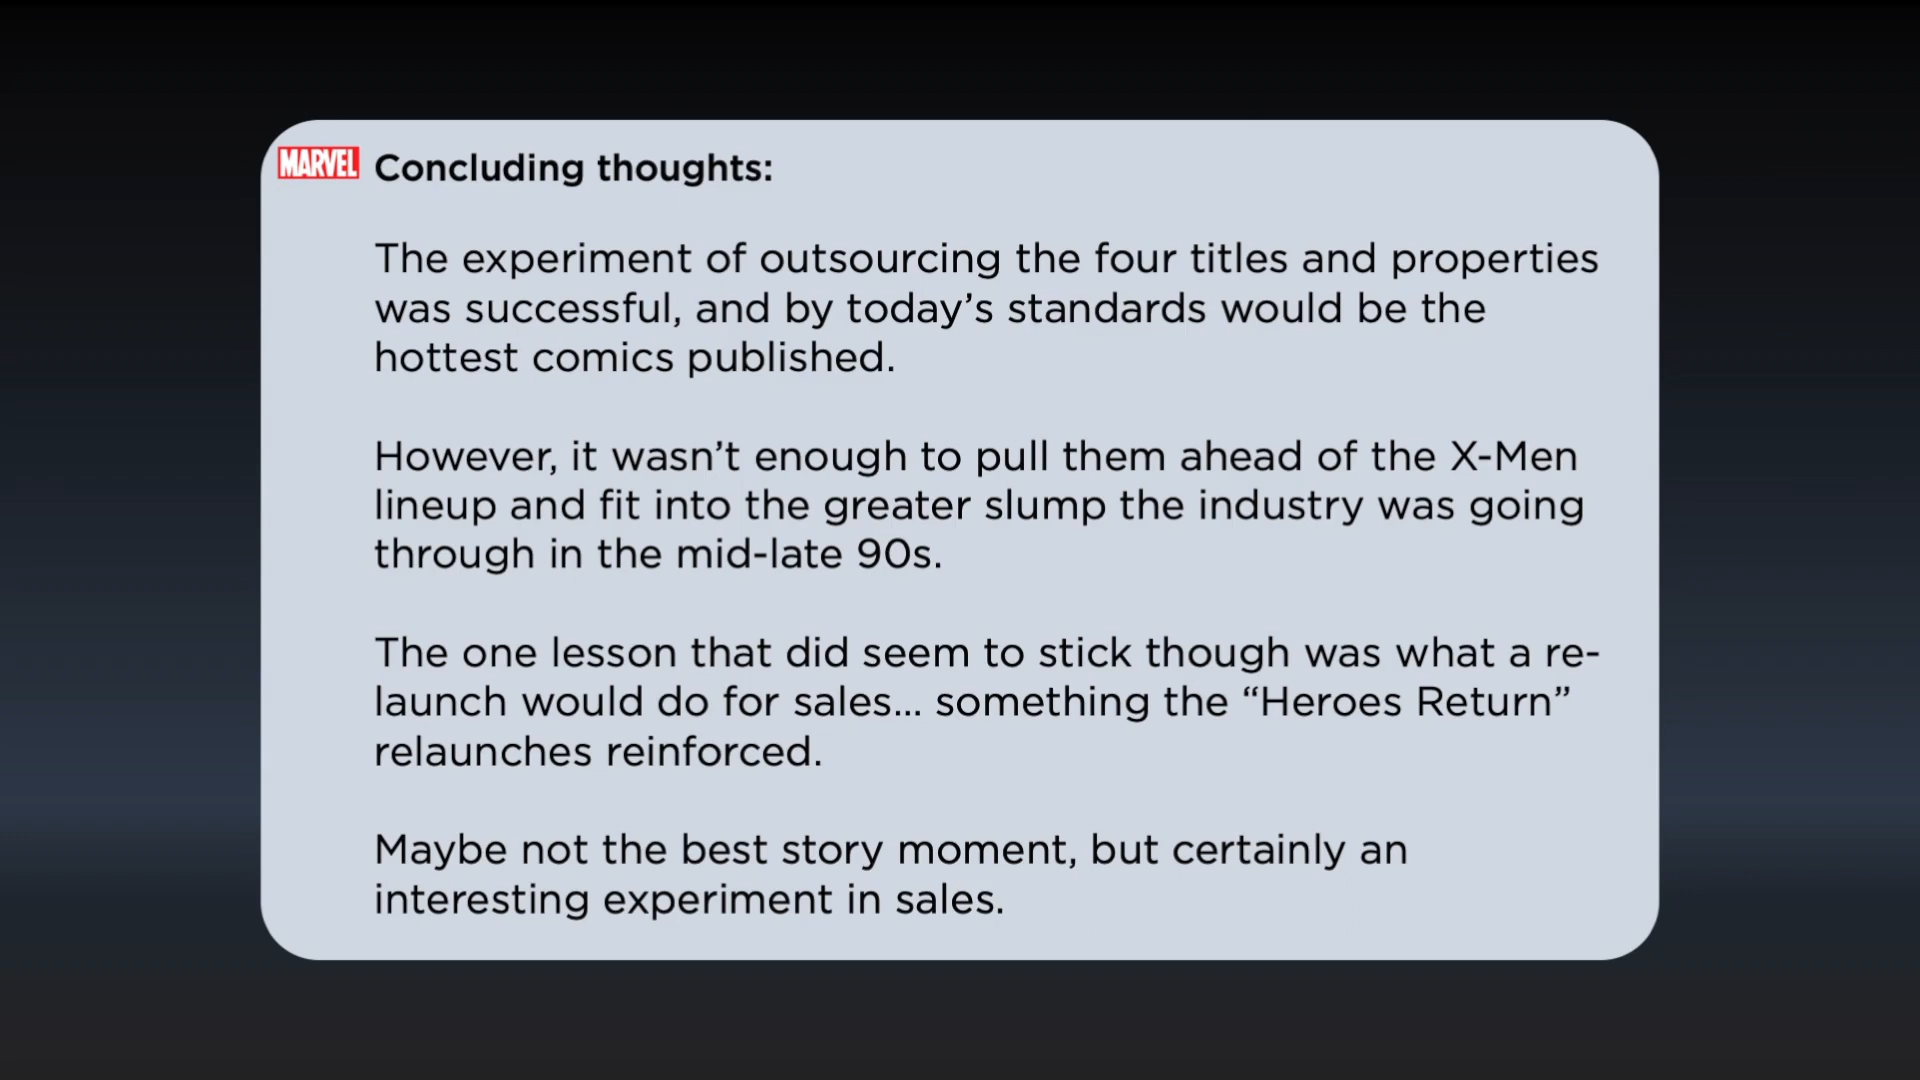 MARVEL Concluding thoughts:
The experiment of outsourcing the four titles and properties
was successful, and by today’s standards would be the
hottest comics published.
However, it wasn’t enough to pull them ahead of the X-Men
lineup and fit into the greater slump the industry was going
through in the mid-late 90s.
The one lesson that did seem to stick though was what a re-
launch would do for sales... something the “Heroes Return”
relaunches reinforced.
Maybe not the best story moment, but certainly an
interesting experiment in sales.